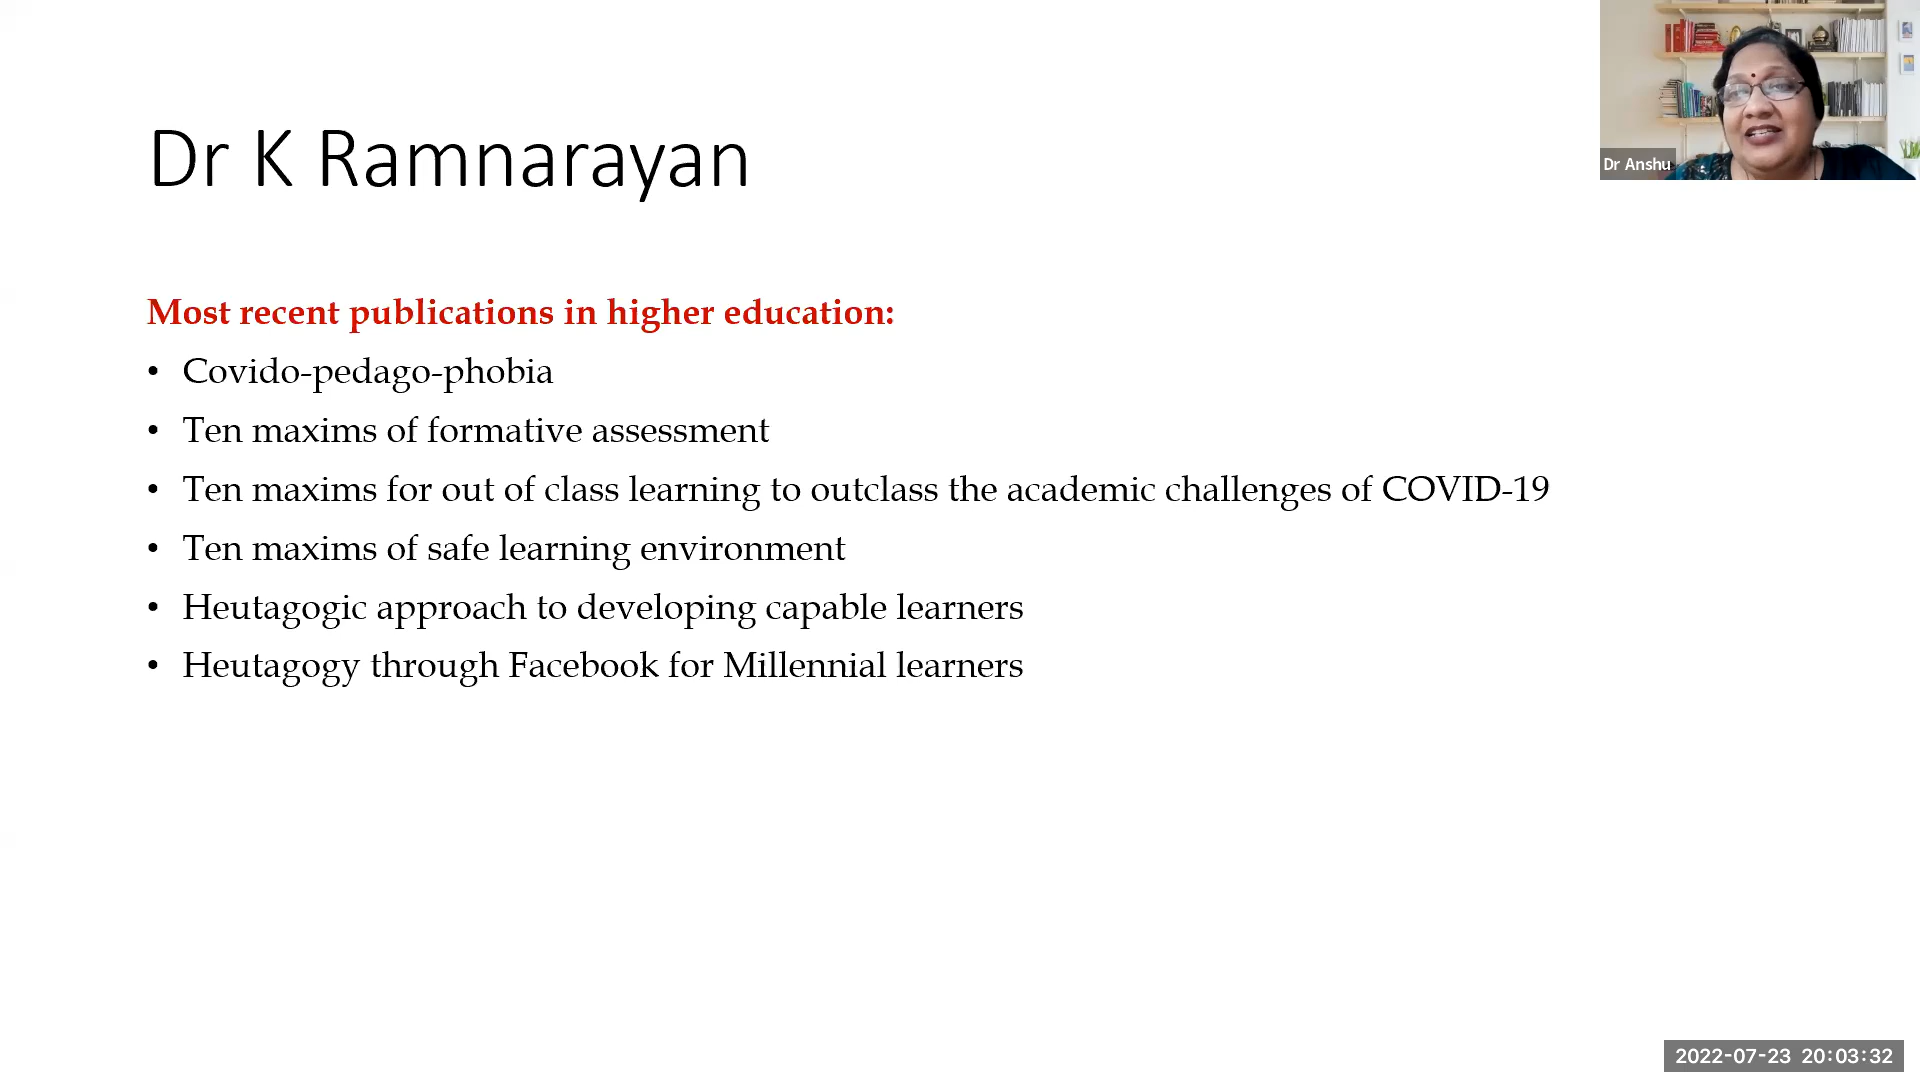 Dr K Ramnarayan
Dr Anshu
Most recent publications in higher education:
• Covido-pedago-phobia
• Ten maxims of formative assessment
• Ten maxims for out of class learning to outclass the academic challenges of COVID-19
• Ten maxims of safe learning environment
• Heutagogic approach to developing capable learners
• Heutagogy through Facebook for Millennial learners
2022-07-23 20:03:32